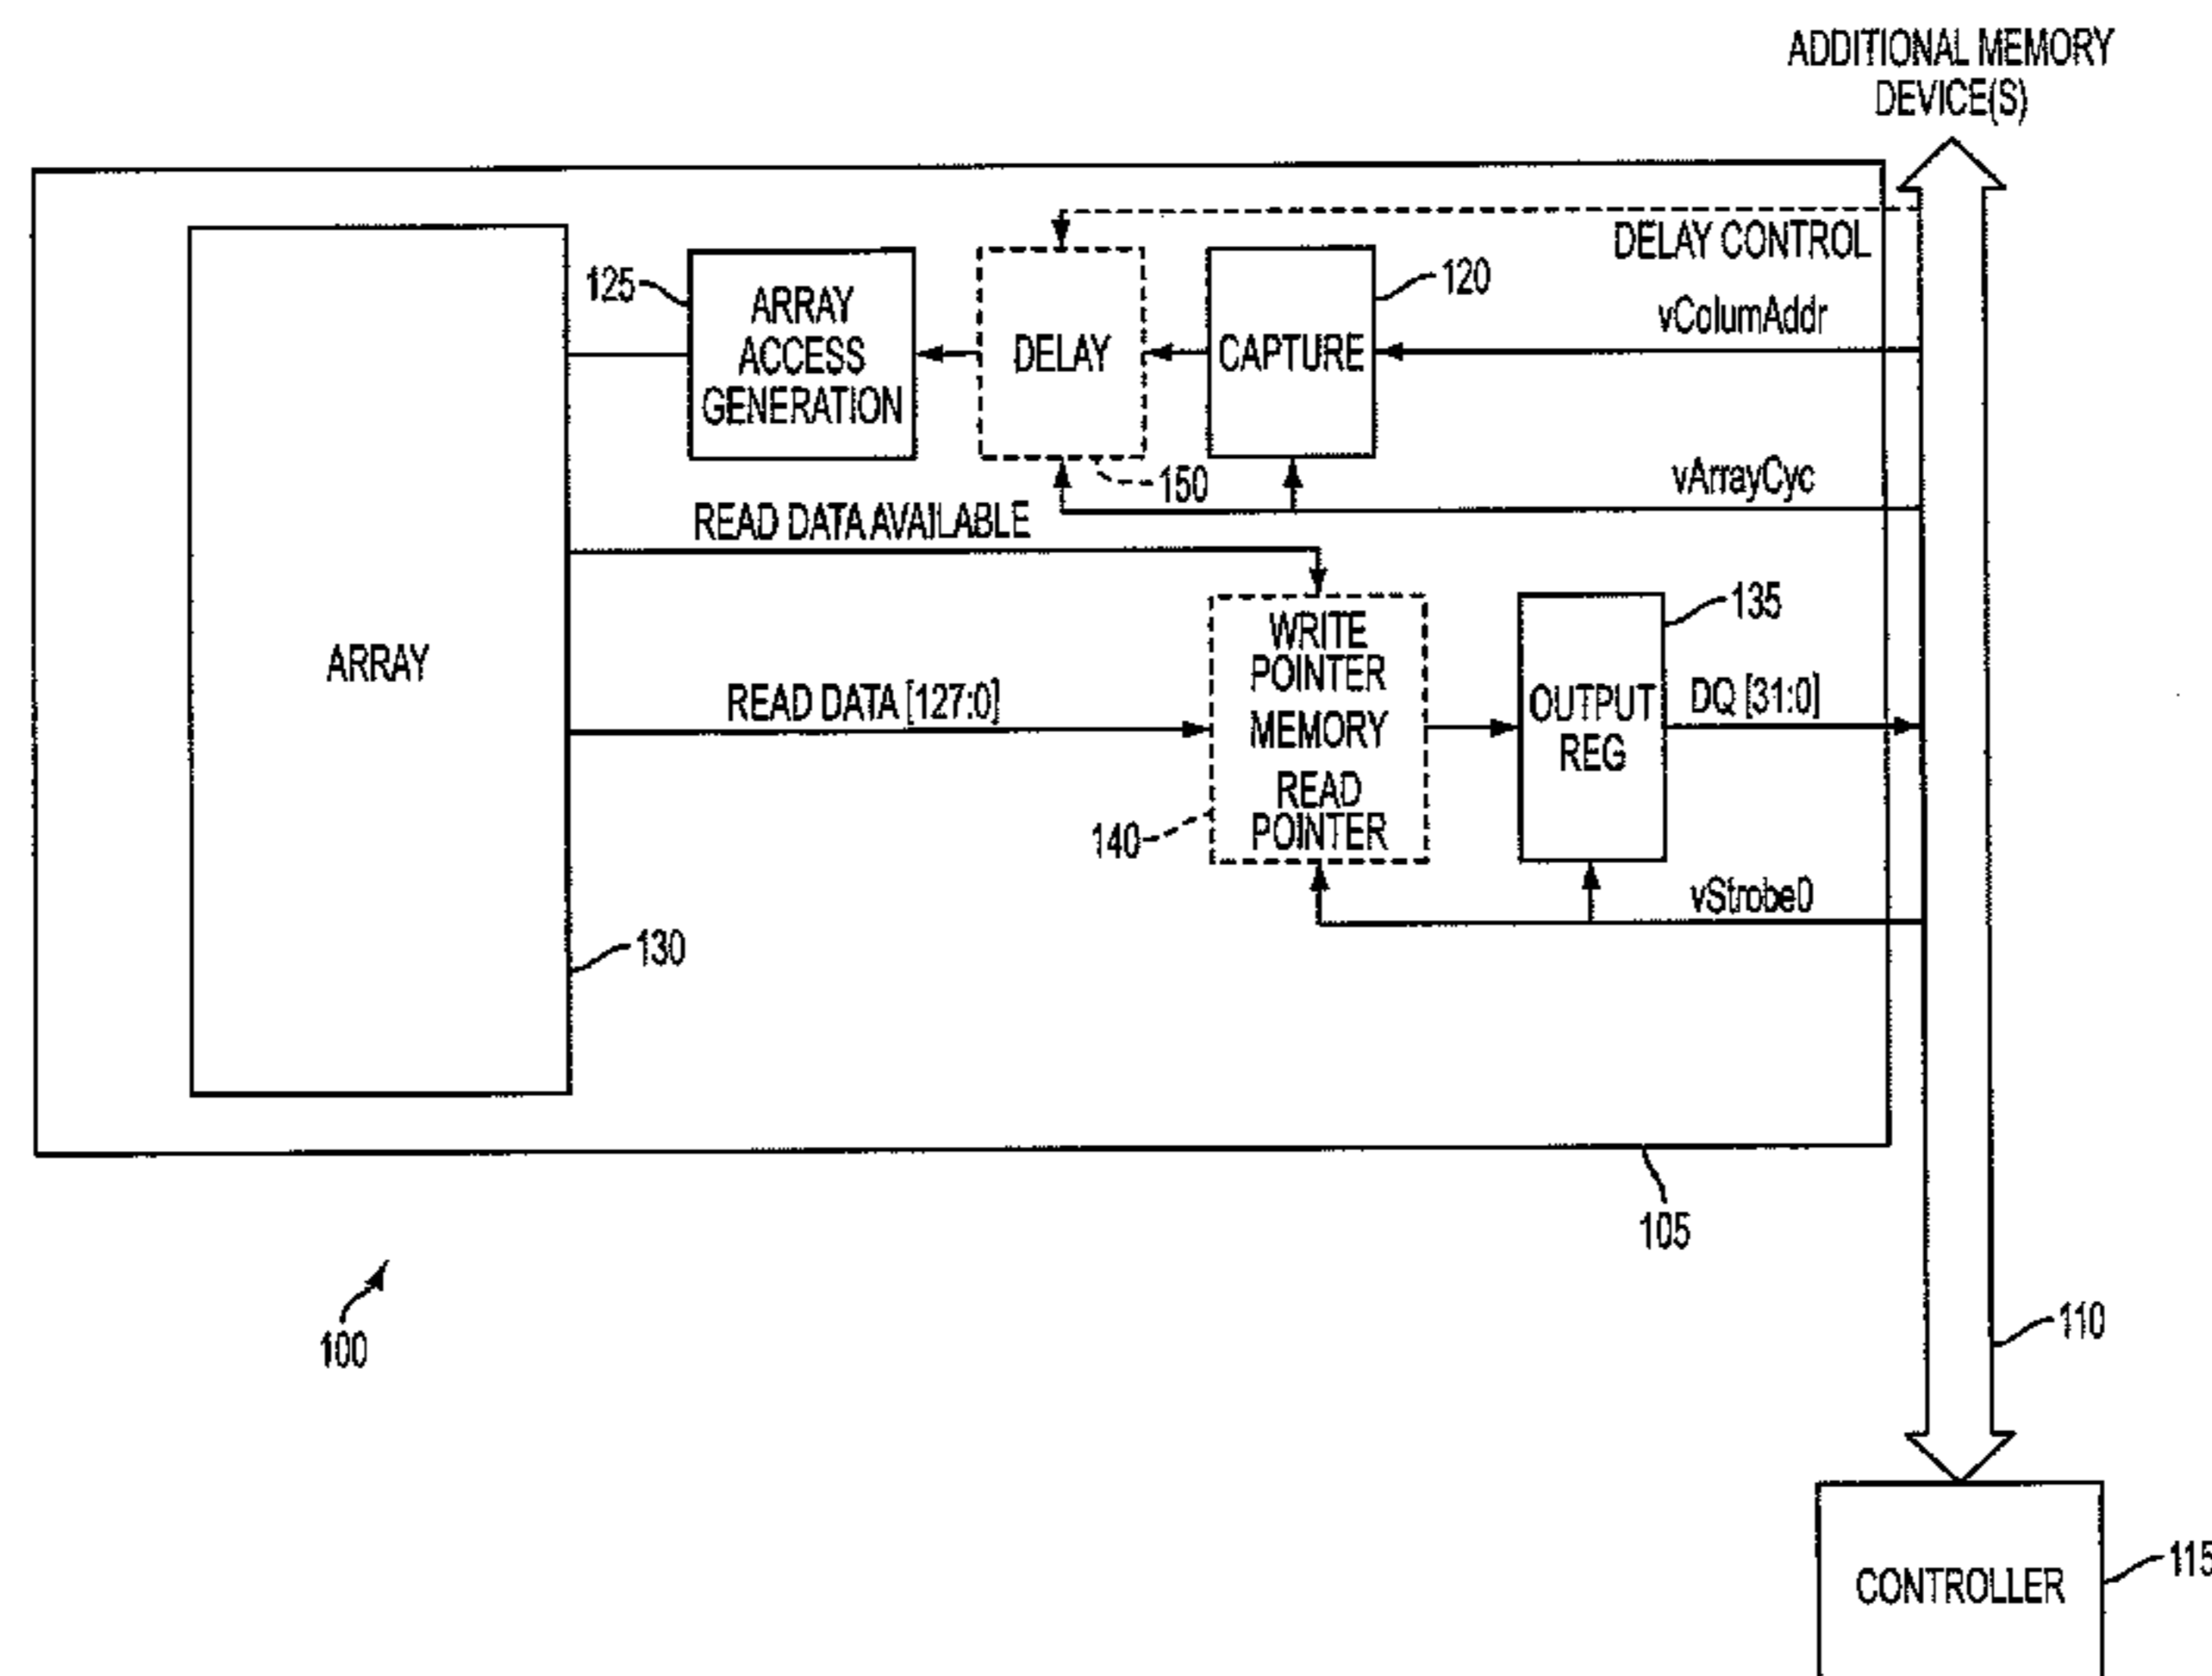 ADDITIONAL MEMORY
DEVICE(S)
DELAY CONTROL
125
ARRAY
ACCESS
GENERATION
DELAY
CAPTURE
120
vColumAddr
150
vArrayCyc
READ DATA AVAILABLE
ARRAY
READ DATA [127:0]
WRITE
POINTER
MEMORY
READ
POINTER
140
135
OUTPUT
REG
DQ [31:0]
vStrobe0
130
105
100
110
CONTROLLER
115